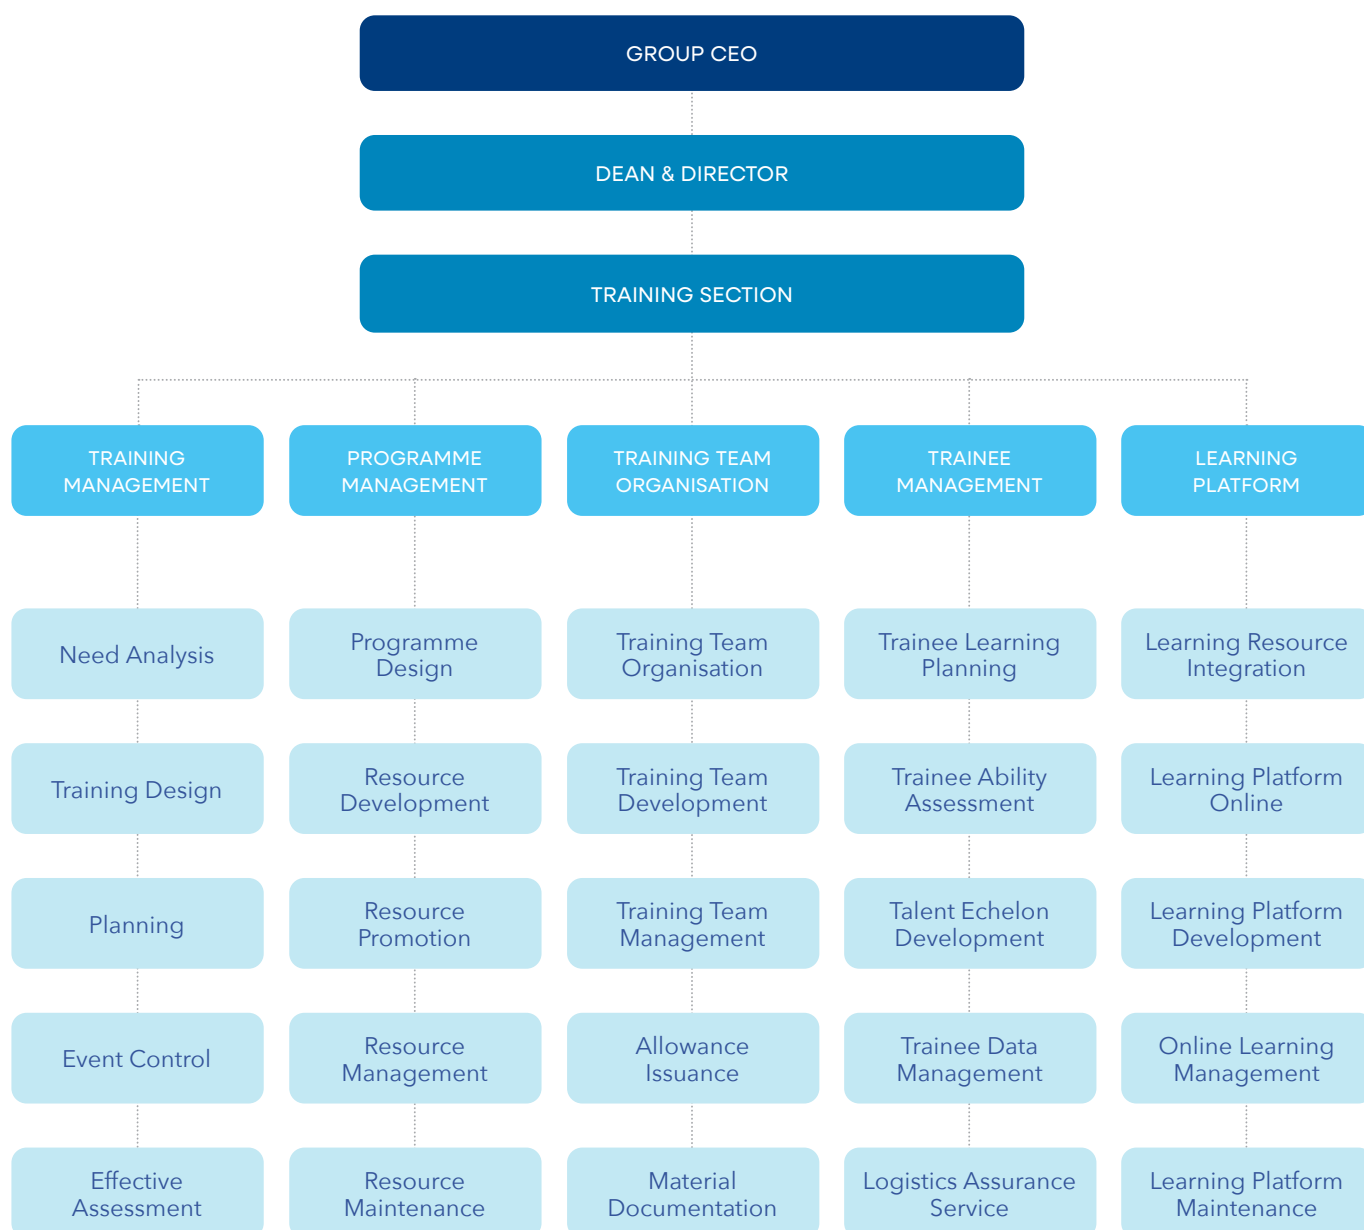 GROUP CEO
DEAN & DIRECTOR
TRAINING SECTION
TRAINING
MANAGEMENT
PROGRAMME
MANAGEMENT
TRAINING TEAM
ORGANISATION
TRAINEE
MANAGEMENT
LEARNING
PLATFORM
Need Analysis
Programme
Design
Training Team
Organisation
Trainee Learning
Planning
Learning Resource
Integration
Training Design
Resource
Development
Training Team
Development
Trainee Ability
Assessment
Learning Platform
Online
Planning
Resource
Promotion
Training Team
Management
Talent Echelon
Development
Learning Platform
Development
Event Control
Resource
Management
Allowance
Issuance
Trainee Data
Management
Online Learning
Management
Effective
Assessment
Resource
Maintenance
Material
Documentation
Logistics Assurance
Service
Learning Platform
Maintenance